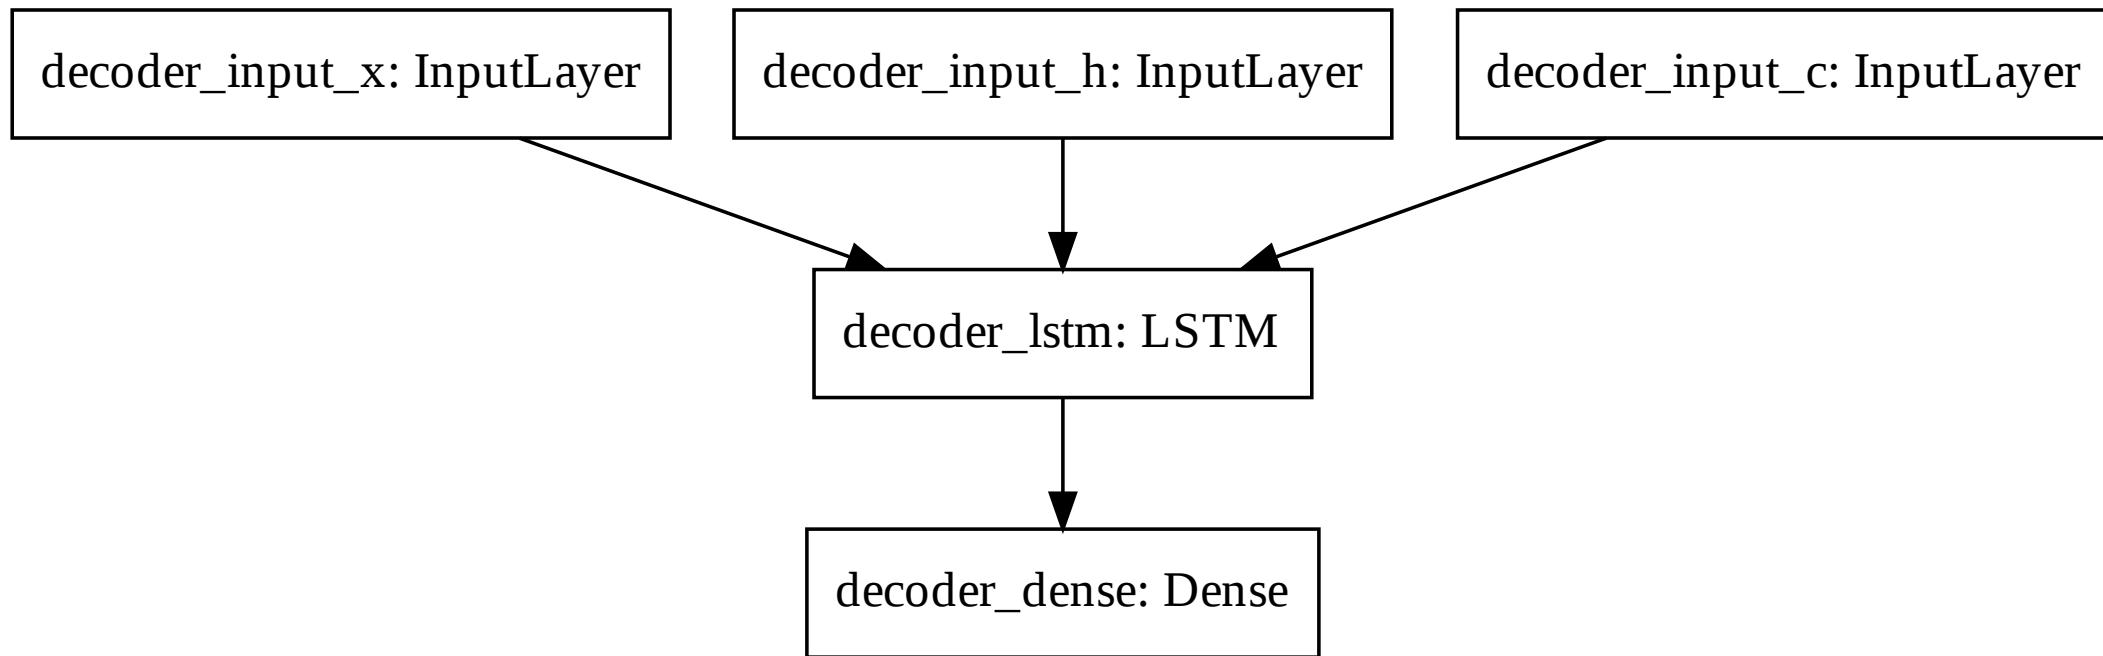 decoder_input_x: InputLayer
decoder_input_h: InputLayer
decoder_input_c: InputLayer
decoder_lstm: LSTM
decoder_dense: Dense